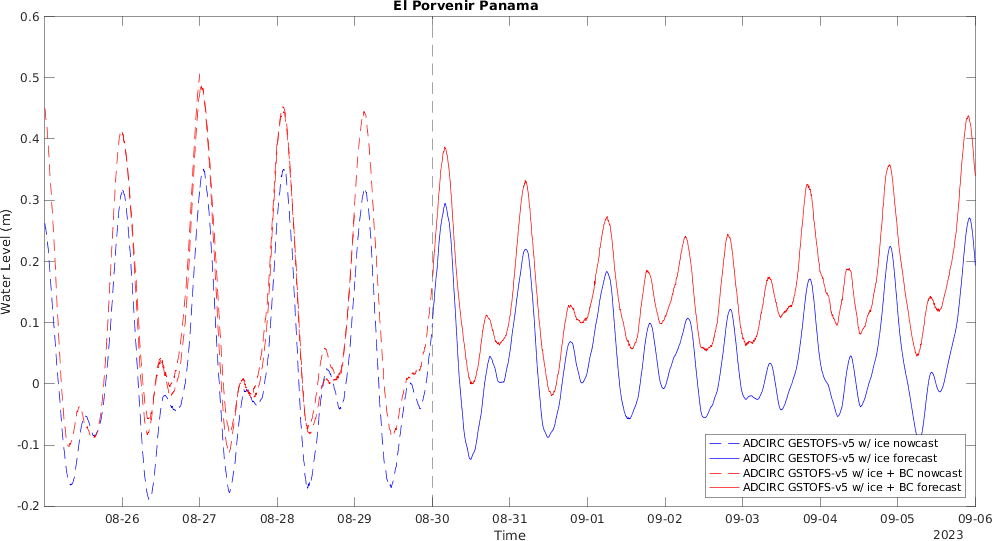 El Porvenir Panama
0.6
0.5
0.4
0.3
0.2
0.1
0
-0.1
-0.2
Water Level (m)
ADCIRC GESTOFS-v5 w/ ice nowcast
ADCIRC GESTOFS-v5 w/ ice forecast
ADCIRC GSTOFS-v5 w/ ice + BC nowcast
ADCIRC GSTOFS-v5 w/ ice + BC forecast
08-26 08-27 08-28 08-29 08-30 08-31 09-01 09-02 09-03 09-04 09-05 09-06
Time
2023